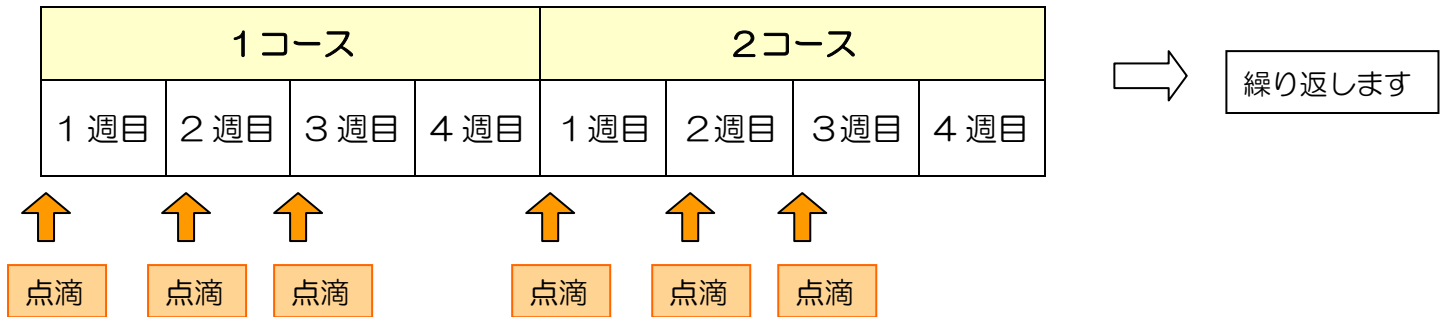 1コース 2コース
繰り返します
1週目 2週目 3週目 4週目 1週目 2週目 3週目 4週目
点滴 点滴 点滴 点滴 点滴 点滴